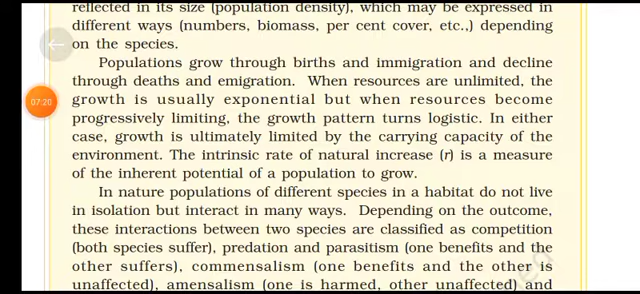 reflected in its size (population density), which may be expressed in
different ways (numbers, biomass, per cent cover, etc.,) depending
on the species.
Populations grow through births and immigration and decline
through deaths and emigration. When resources are unlimited, the
growth is usually exponential but when resources become
progressively limiting, the growth pattern turns logistic. In either
case, growth is ultimately limited by the carrying capacity of the
environment. The intrinsic rate of natural increase (r) is a measure
of the inherent potential of a population to grow.
In nature populations of different species in a habitat do not live
in isolation but interact in many ways. Depending on the outcome,
these interactions between two species are classified as competition
(both species suffer), predation and parasitism (one benefits and the
other suffers), commensalism (one benefits and the other is
unaffected), amensalism (one is harmed, other unaffected) and
07:20